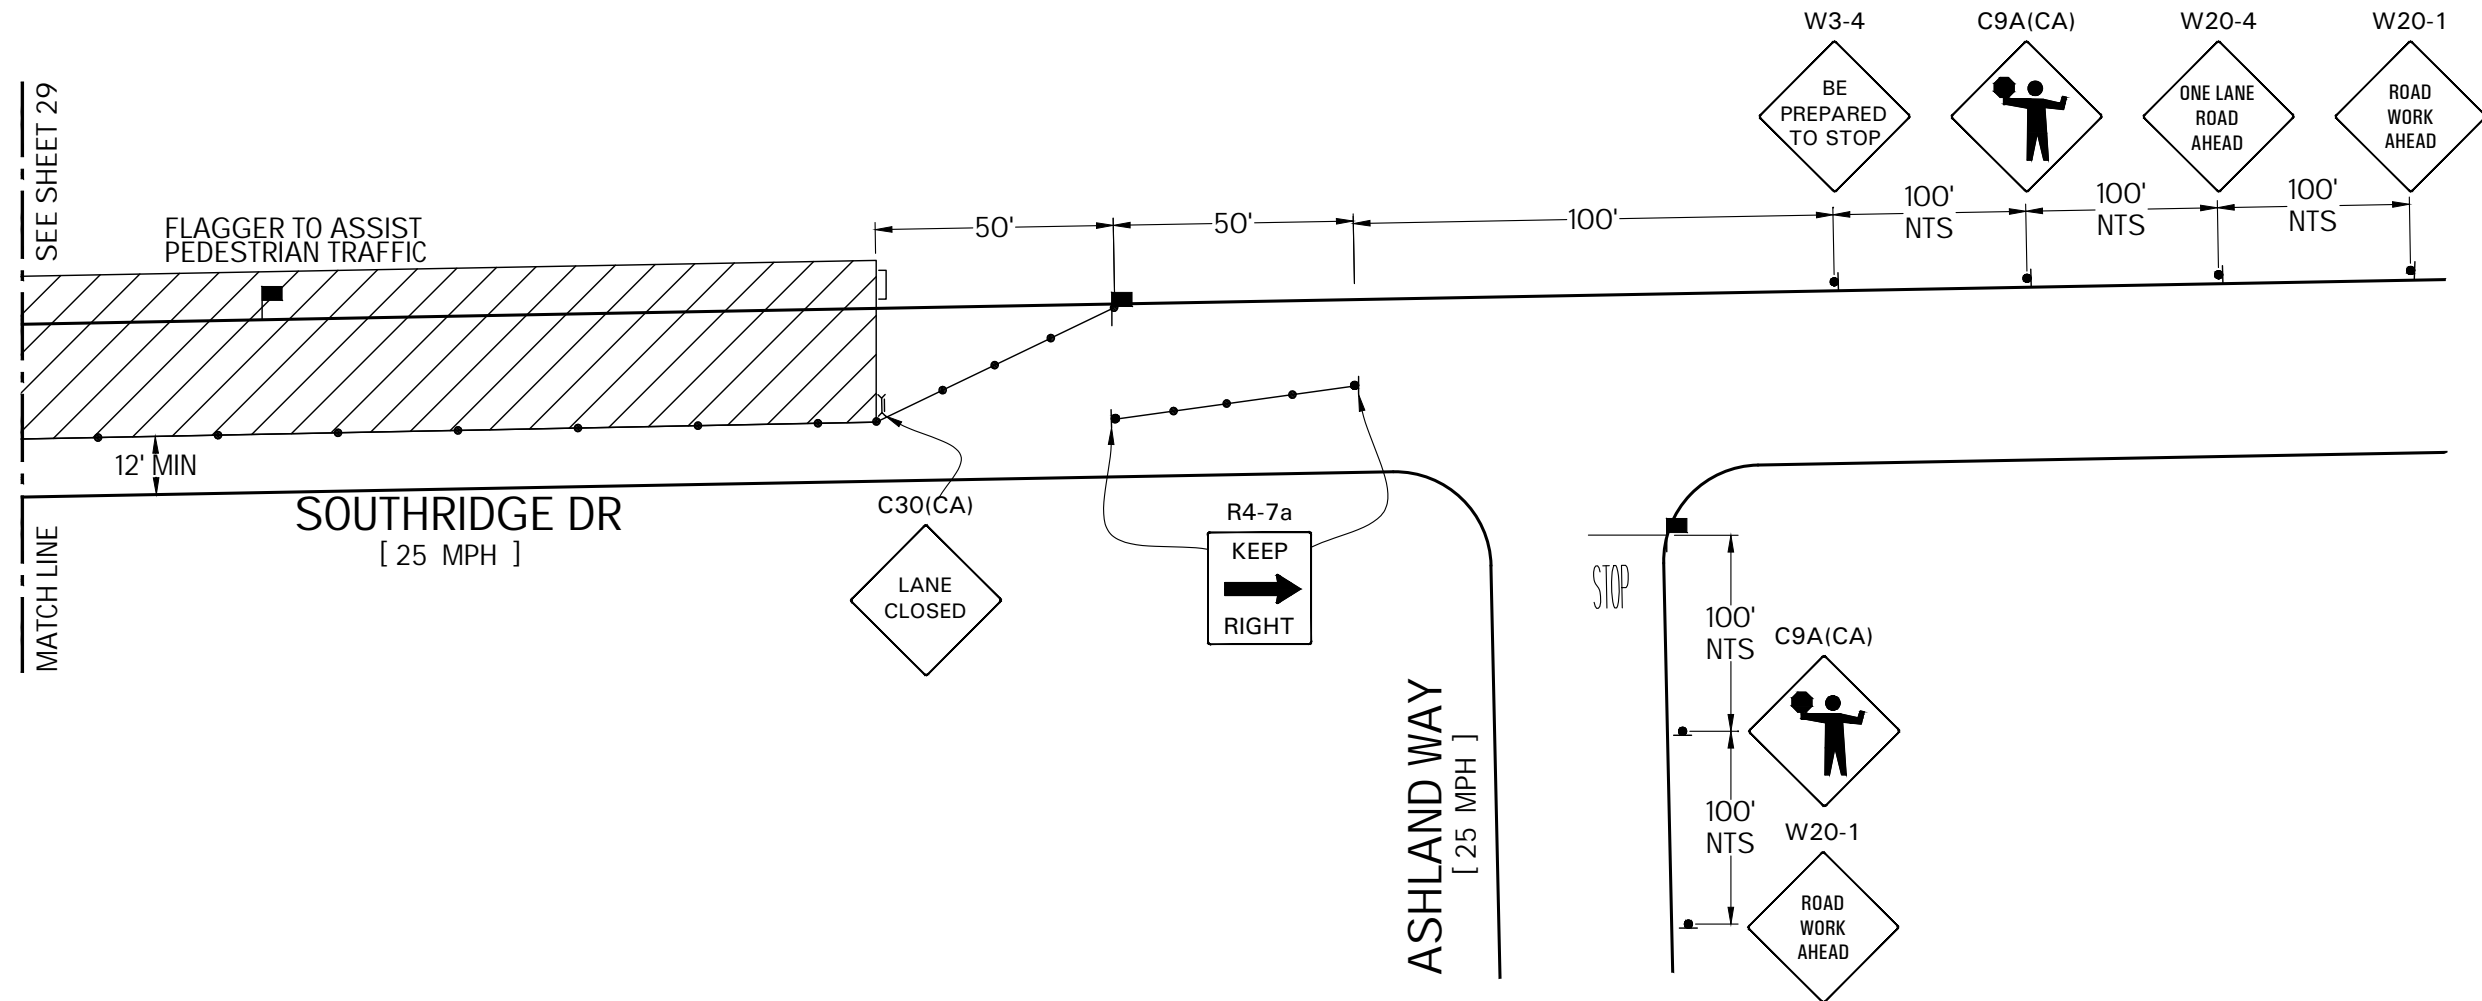 W3-4
C9A(CA)
W20-4
W20-1
BE
PREPARED
TO STOP
ONE LANE
ROAD
AHEAD
ROAD
WORK
AHEAD
SEE SHEET 29
FLAGGER TO ASSIST
PEDESTRIAN TRAFFIC
50'
50'
100'
100'
NTS
100'
NTS
100'
NTS
12' MIN
SOUTHRIDGE DR
[ 25 MPH ]
MATCH LINE
C30(CA)
LANE
CLOSED
R4-7a
KEEP
RIGHT
STOP
ASHLAND WAY
[ 25 MPH ]
100'
NTS
C9A(CA)
100'
NTS
W20-1
ROAD
WORK
AHEAD